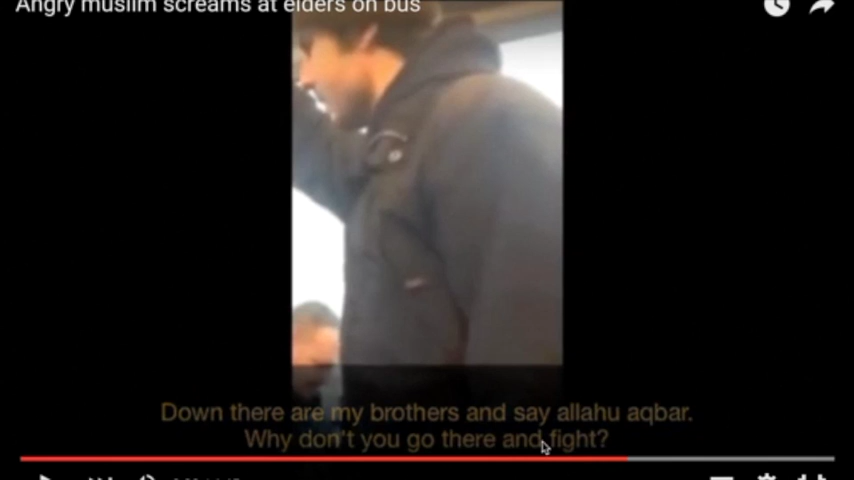 Angry muslim screams at elders on bus
Down there are my brothers and say allahu aqbar.
Why don't you go there and fight?